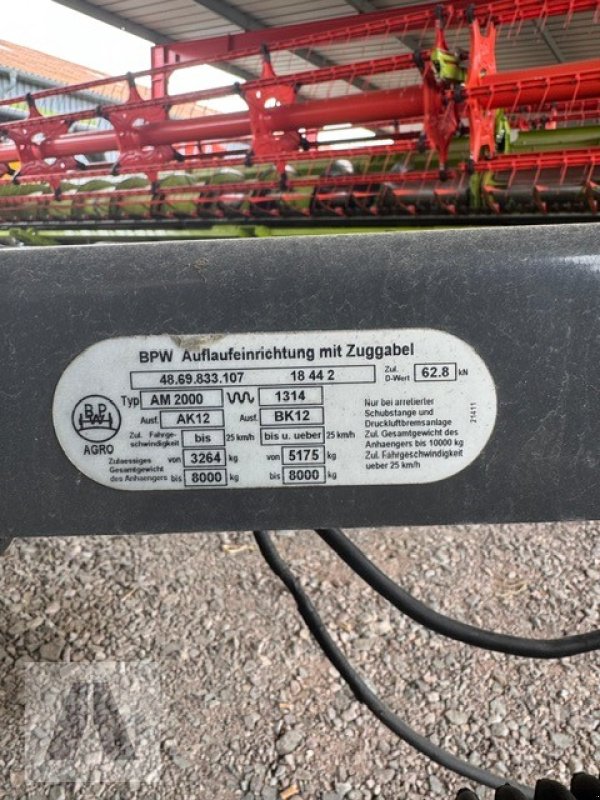 BPW Auflaufeinrichtung mit Zuggabel
48.69.833.107 18 44 2
Zul. D-Wert 62.8 kN
BPW
AGRO
Typ AM 2000 1314
Ausf. AK12 Ausf. BK12
Zul. Fahrge-
schwindigkeit bis 25 km/h bis u. ueber 25 km/h
Zulaessiges von 3264 kg von 5175 kg
Gesamtgewicht
des Anhaengers bis 8000 kg bis 8000 kg
Nur bei arretierter
Schubstange und
Druckluftbremsanlage
Zul. Gesamtgewicht des
Anhaengers bis 10000 kg
Zul. Fahrgeschwindigkeit
ueber 25 km/h
21411